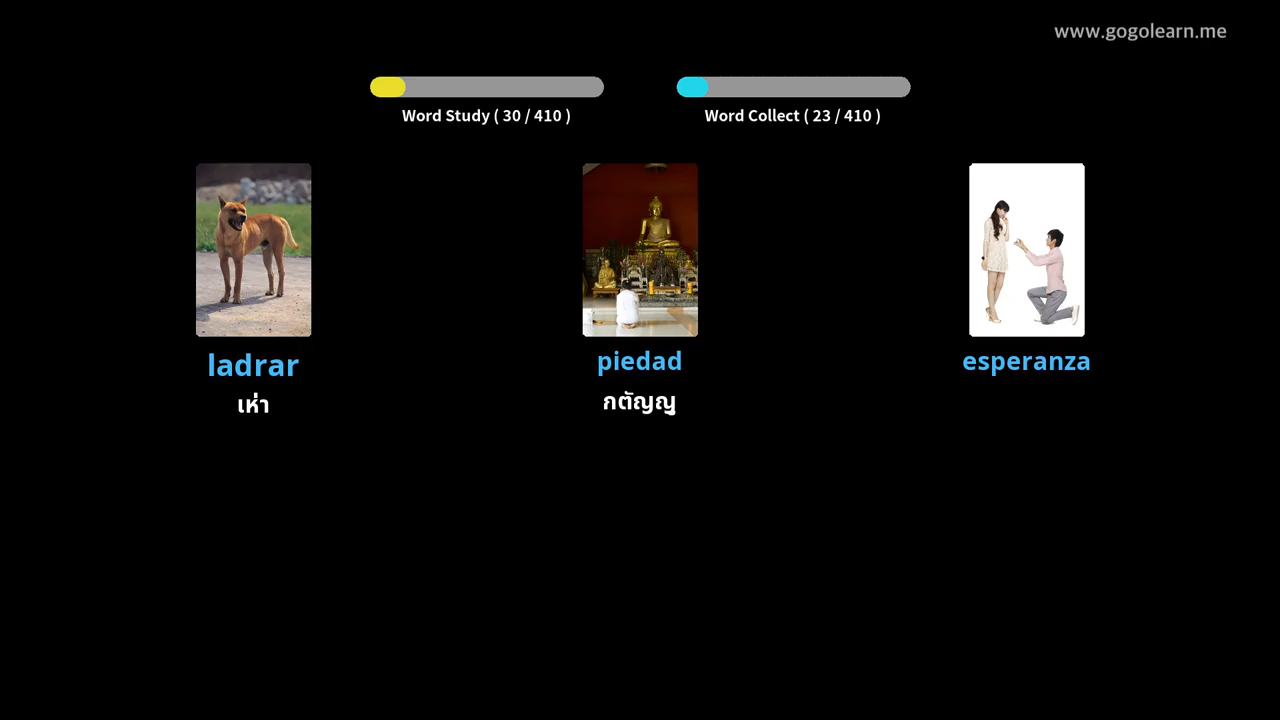 www.gogolearn.me
Word Study ( 30 / 410 )
Word Collect ( 23 / 410 )
ladrar
เห่า
piedad
กตัญญู
esperanza